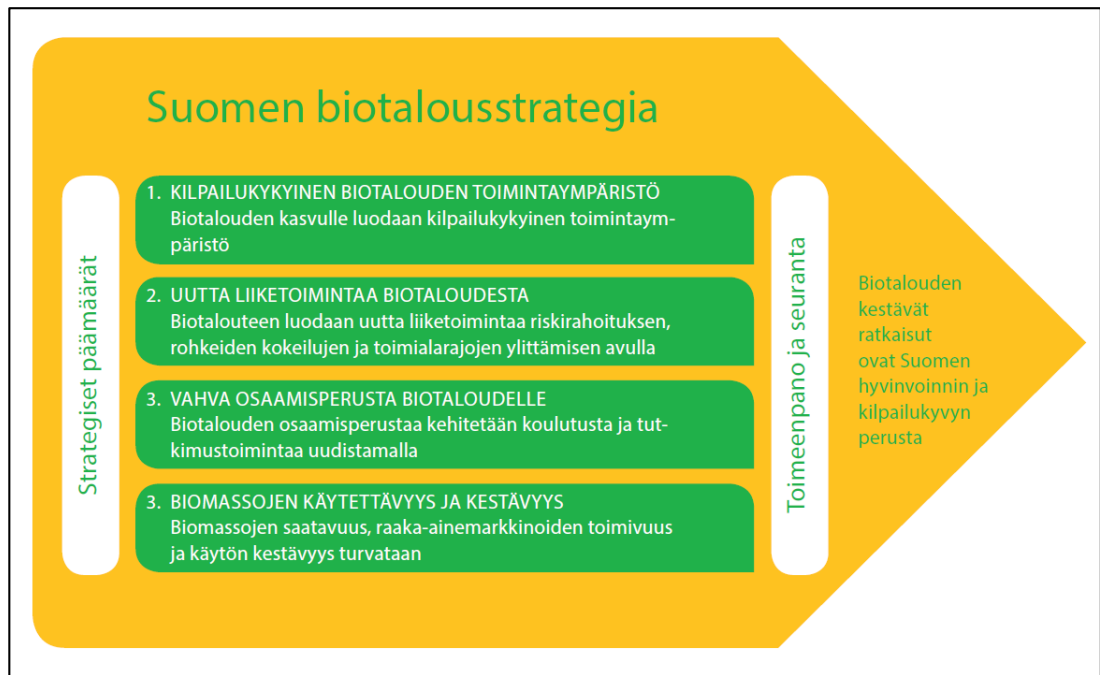 Suomen biotalousstrategia
Strategiset päämäärät
1. KILPAILUKYKYINEN BIOTALOUDEN TOIMINTAYMPÄRISTÖ
Biotalouden kasvulle luodaan kilpailukykyinen toimintaym-
päristö
2. UUTTA LIIKETOIMINTAA BIOTALOUDESTA
Biotalouteen luodaan uutta liiketoimintaa riskirahoituksen,
rohkeiden kokeilujen ja toimialarajojen ylittämisen avulla
3. VAHVA OSAAMISPERUSTA BIOTALOUDELLE
Biotalouden osaamisperustaa kehitetään koulutusta ja tut-
kimustoimintaa uudistamalla
3. BIOMASSOJEN KÄYTETTÄVYYS JA KESTÄVYYS
Biomassojen saatavuus, raaka-ainemarkkinoiden toimivuus
ja käytön kestävyys turvataan
Toimeenpano ja seuranta
Biotalouden
kestävät
ratkaisut
ovat Suomen
hyvinvoinnin ja
kilpailukyvyn
perusta